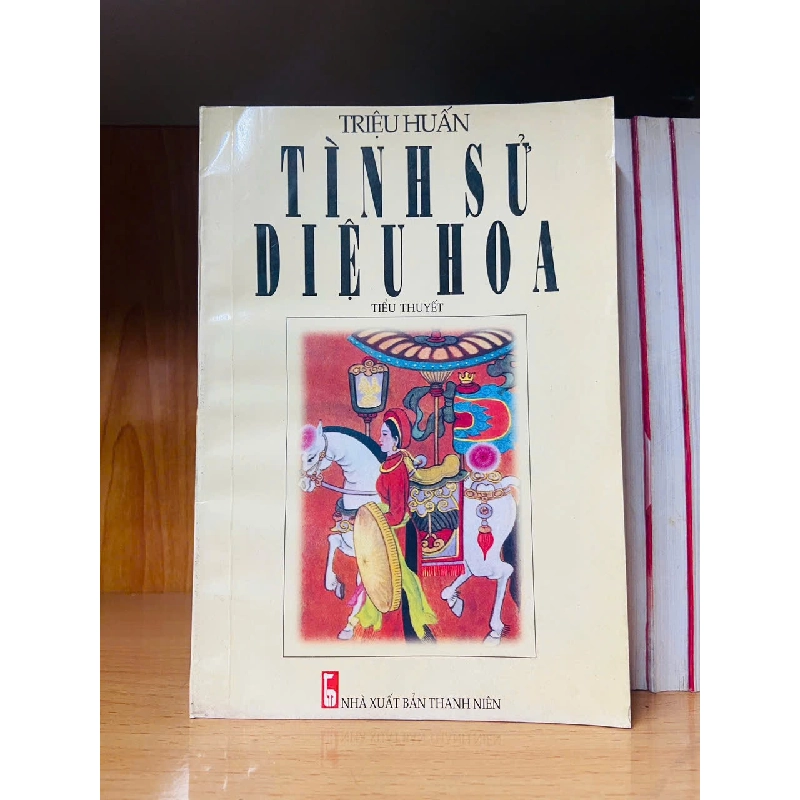 TRIỆU HUẤN
TÌNH SỬ
DIỆU HOA
TIỂU THUYẾT
NHÀ XUẤT BẢN THANH NIÊN